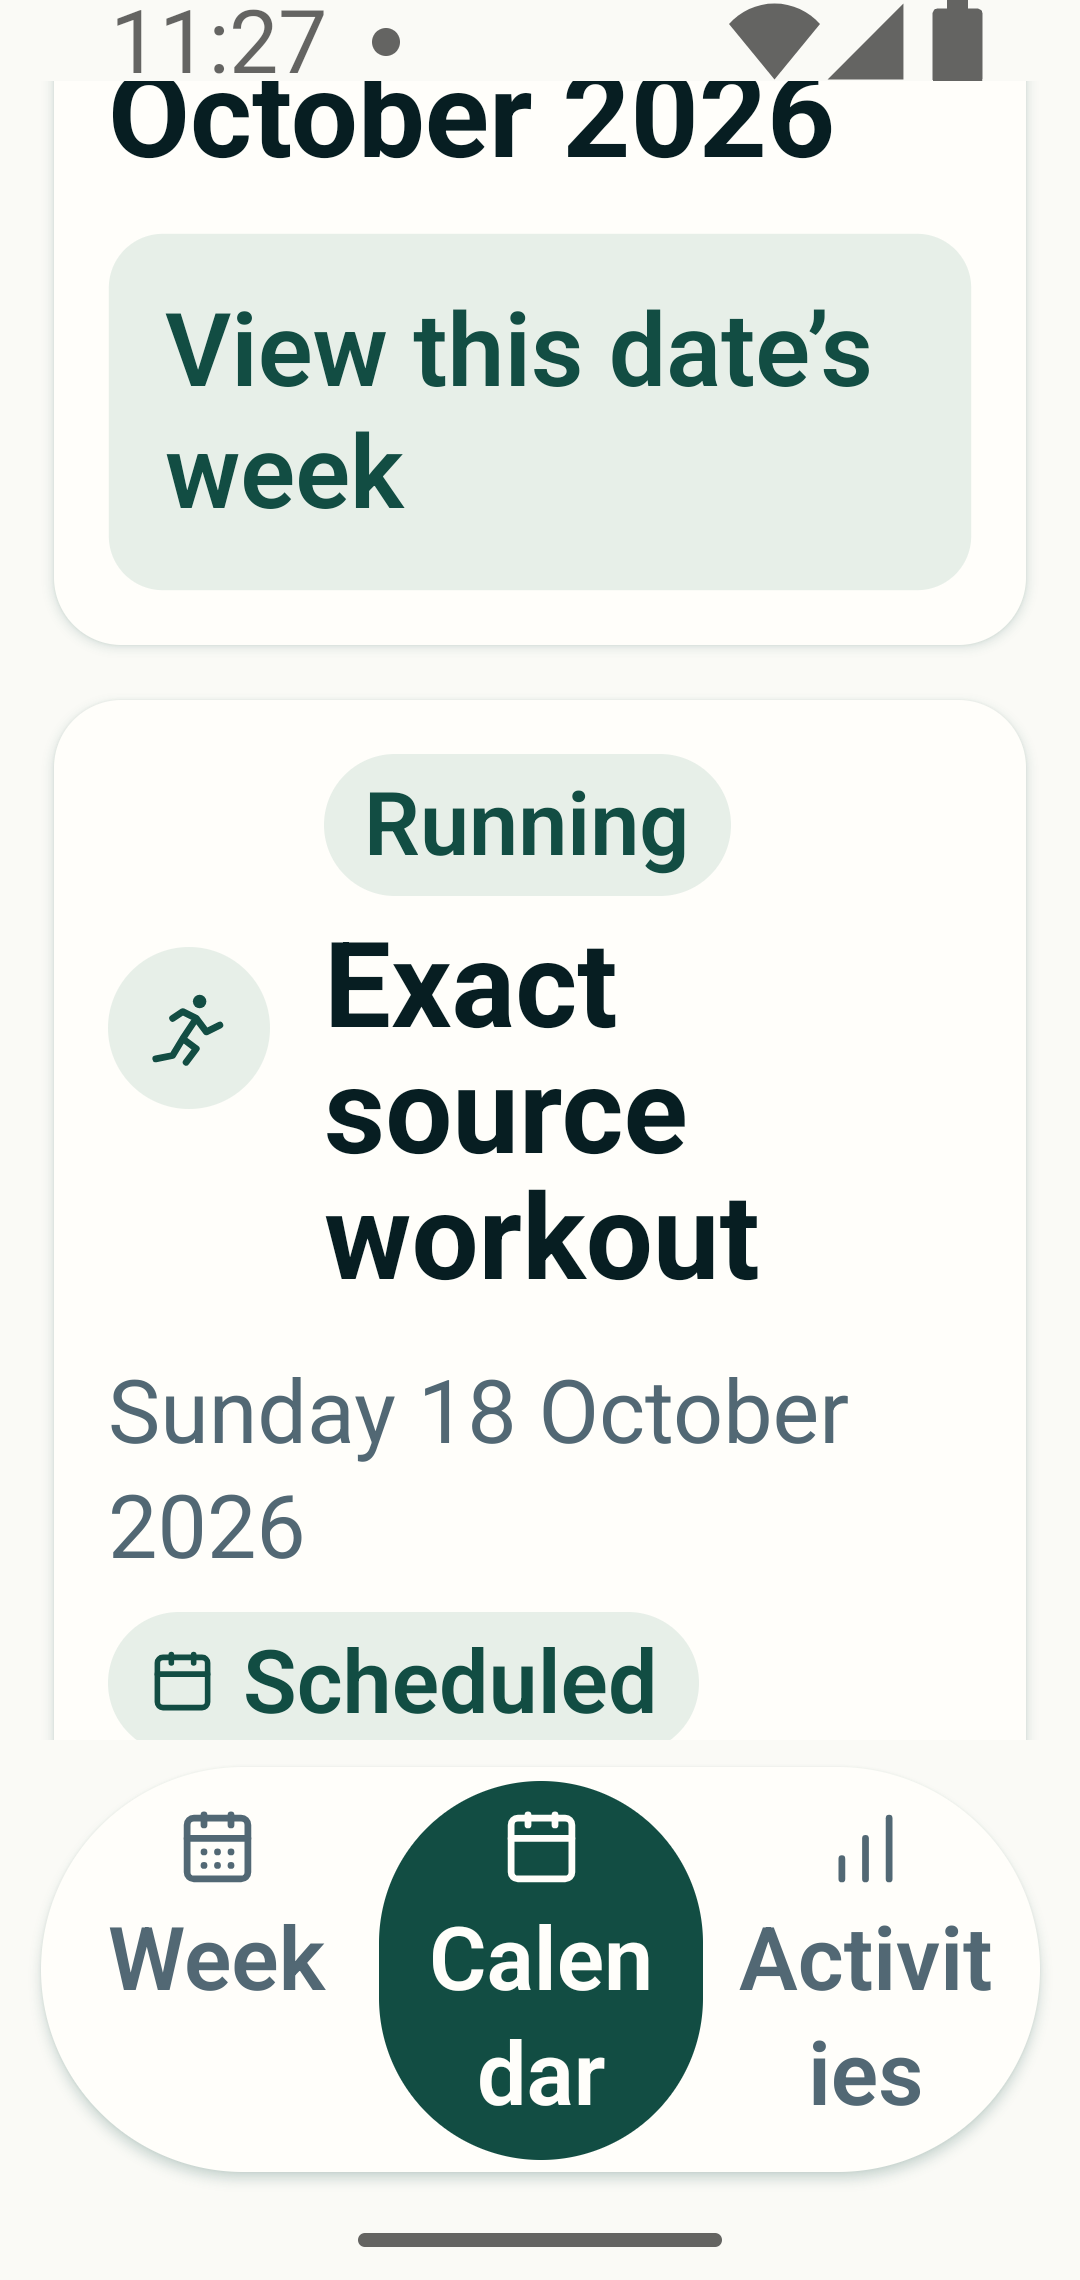 11:27
October 2026
View this date’s
week
Running
Exact
source
workout
Sunday 18 October
2026
Scheduled
Week
Calen
dar
Activit
ies